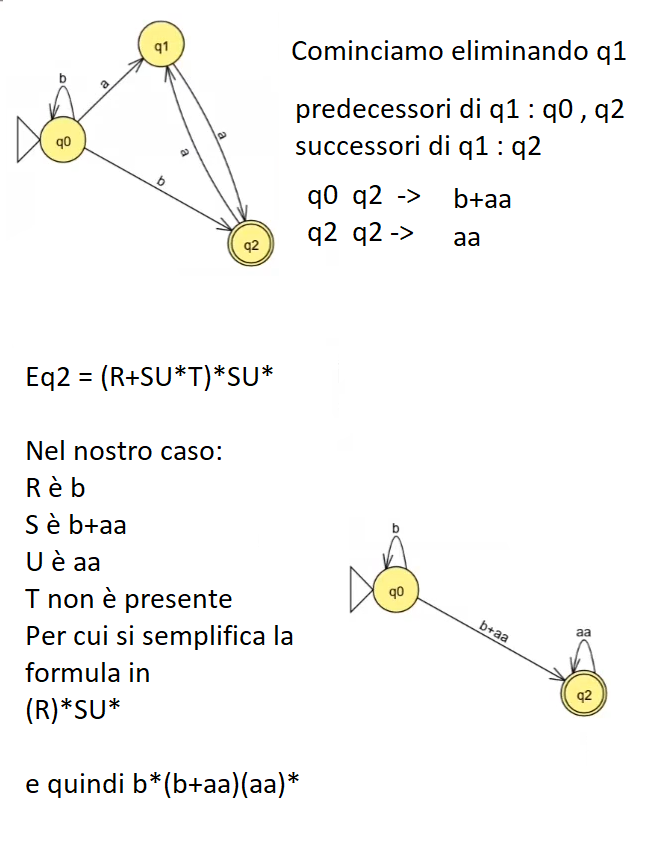 q1
Cominciamo eliminando q1
b
a
predecessori di q1 : q0 , q2
q0
a
a
successori di q1 : q2
b
q0 q2 -> b+aa
q2
q2 q2 -> aa
Eq2 = (R+SU*T)*SU*
Nel nostro caso:
R è b
S è b+aa
U è aa
T non è presente
Per cui si semplifica la
formula in
(R)*SU*
e quindi b*(b+aa)(aa)*
b
q0
b+aa
aa
q2